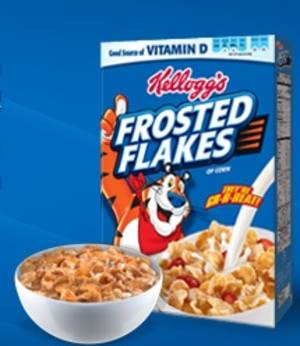 Good Source of VITAMIN D
Kellogg's
FROSTED
FLAKES
OF CORN
THEY'RE
GR-R-REAT!